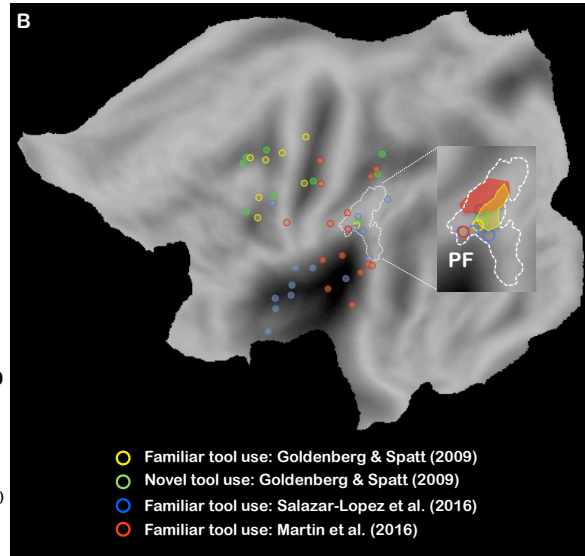 B
PF
Familiar tool use: Goldenberg & Spatt (2009)
Novel tool use: Goldenberg & Spatt (2009)
Familiar tool use: Salazar-Lopez et al. (2016)
Familiar tool use: Martin et al. (2016)